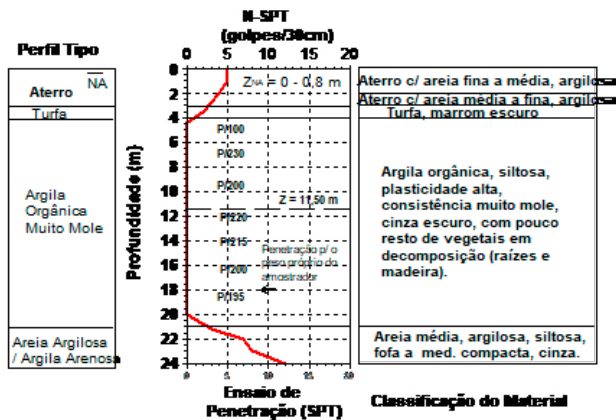 N-SPT
(golpes/30cm)
0 5 10 15 20
Perfil Tipo
NA
Aterro
Turfa
Argila
Orgânica
Muito Mole
Areia Argilosa
/ Argila Arenosa
Profundidade (m)
0
2
4
6
8
10
12
14
16
18
20
22
24
ZNA = 0 - 0,8 m
P/100
P/230
P/200
Z = 11,50 m
P/220
P/215
P/200
P/195
Penetração p/ o
peso próprio do
amostrador
0 5 10 15 20
Ensaio de
Penetração (SPT)
Aterro c/ areia fina a média, argilosa
Aterro c/ areia média a fina, argilosa
Turfa, marrom escuro
Argila orgânica, siltosa,
plasticidade alta,
consistência muito mole,
cinza escuro, com pouco
resto de vegetais em
decomposição (raízes e
madeira).
Areia média, argilosa, siltosa,
fofa a med. compacta, cinza.
Classificação do Material